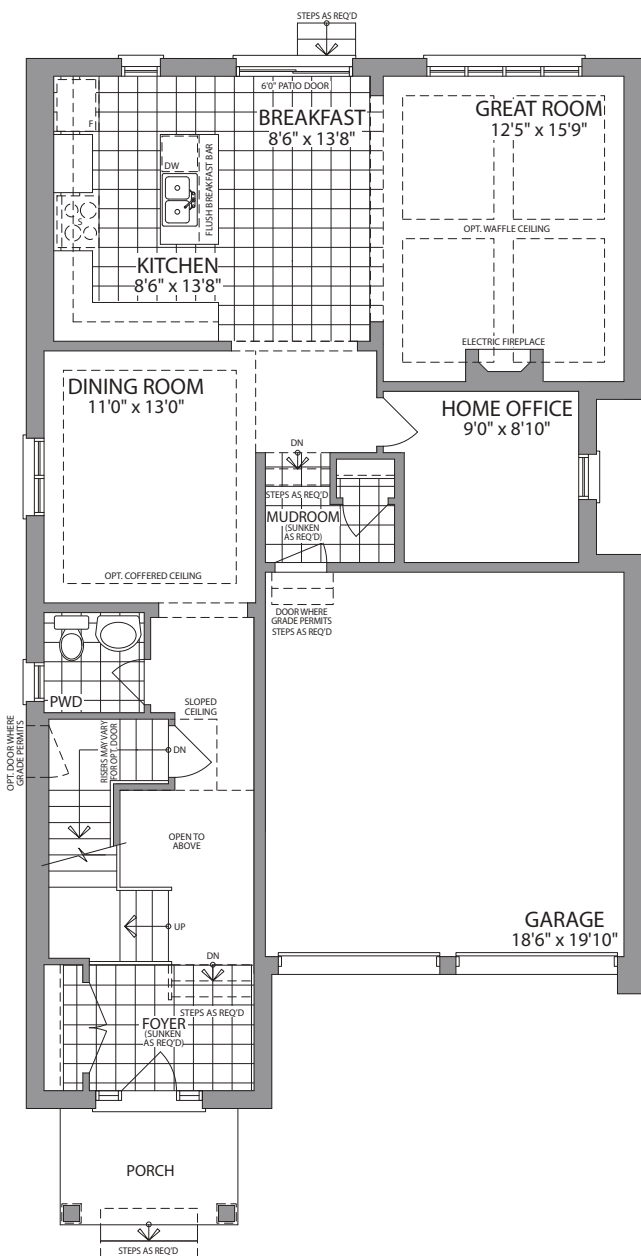 STEPS AS REQ'D
6'0" PATIO DOOR
BREAKFAST
8'6" x 13'8"
GREAT ROOM
12'5" x 15'9"
F
DW
FLUSH BREAKFAST BAR
S
OPT. WAFFLE CEILING
KITCHEN
8'6" x 13'8"
ELECTRIC FIREPLACE
DINING ROOM
11'0" x 13'0"
HOME OFFICE
9'0" x 8'10"
DN
STEPS AS REQ'D
MUDROOM
(SUNKEN
AS REQ'D)
OPT. COFFERED CEILING
DOOR WHERE
GRADE PERMITS
STEPS AS REQ'D
PWD
SLOPED
CEILING
OPT. DOOR WHERE
GRADE PERMITS
RISERS MAY VARY
FOR OPT. DOOR
DN
OPEN TO
ABOVE
UP
GARAGE
18'6" x 19'10"
DN
STEPS AS REQ'D
FOYER
(SUNKEN
AS REQ'D)
PORCH
STEPS AS REQ'D